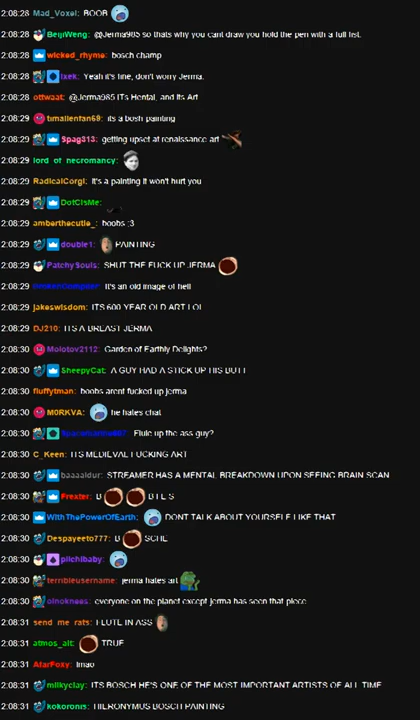 2:08:28 Mad_Voxel: BOOB
2:08:28 BeijiWeng: @Jerma985 so thats why you cant draw you hold the pen with a full fist.
2:08:28 wicked_rhyme: bosch champ
2:08:28 Ixek: Yeah it's fine, don't worry Jerma.
2:08:28 ottwaat: @Jerma985 ITs Hentai, and its Art
2:08:29 timallenfan69: its a bosh painting
2:08:29 Spag313: getting upset at renaissance art
2:08:29 lord_of_necromancy:
2:08:29 RadicalCorgi: it's a painting it won't hurt you
2:08:29 DotCisMe:
2:08:29 amberthecutie_: boobs :3
2:08:29 double1: PAINTING
2:08:29 PatchySouls: SHUT THE FUCK UP JERMA
2:08:29 It's an old image of hell
2:08:29 jakeswisdom: ITS 600 YEAR OLD ART LOL
2:08:29 DJ210: ITS A BREAST JERMA
2:08:30 Molotov2112: Garden of Earthly Delights?
2:08:30 SheepyCat: A GUY HAD A STICK UP HIS BUTT
2:08:30 fluffytman: boobs arent fucked up jerma
2:08:30 M0RKVA: he hates chat
2:08:30 Flute up the ass guy?
2:08:30 C_Keen: ITS MEDIEVAL FUCKING ART
2:08:30 baaaaldur: STREAMER HAS A MENTAL BREAKDOWN UPON SEEING BRAIN SCAN
2:08:30 Frexter: B B I E S
2:08:30 WithThePowerOfEarth: DONT TALK ABOUT YOURSELF LIKE THAT
2:08:30 Despayeeto777: B SCHE
2:08:30 piichibaby:
2:08:30 terribleusername: jerma hates art
2:08:30 oinoknees: everyone on the planet except jerma has seen that piece
2:08:31 send_me_rats: FLUTE IN ASS
2:08:31 atmos_alt: TRUE
2:08:31 AltarFoxy: lmao
2:08:31 milkyclay: ITS BOSCH HE'S ONE OF THE MOST IMPORTANT ARTISTS OF ALL TIME
2:08:31 kokoronis: HIERONYMUS BOSCH PAINTING